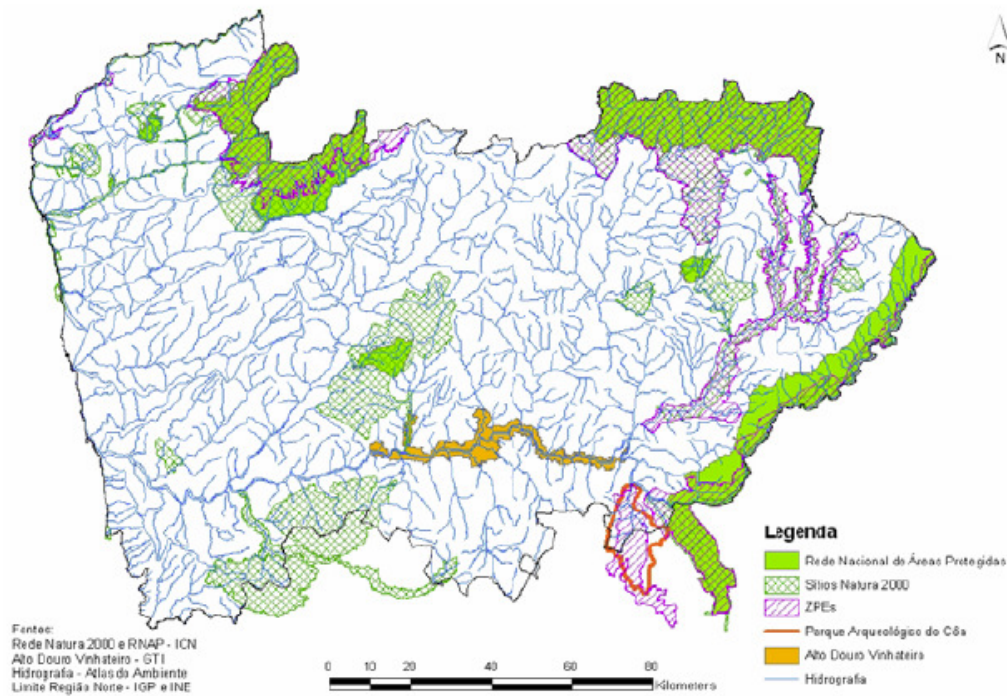 N
Legenda
Rede Nacional de Áreas Protegidas
Sítios Natura 2000
ZPEs
Parque Arqueológico do Côa
Alto Douro Vinhateiro
Hidrografia
Fontes:
Rede Natura 2000 e RNAP - ICN
Alto Douro Vinhateiro - GTI
Hidrografia - Atlas do Ambiente
Limite Região Norte - IGP e INE
0 10 20 40 60 80
Kilometers